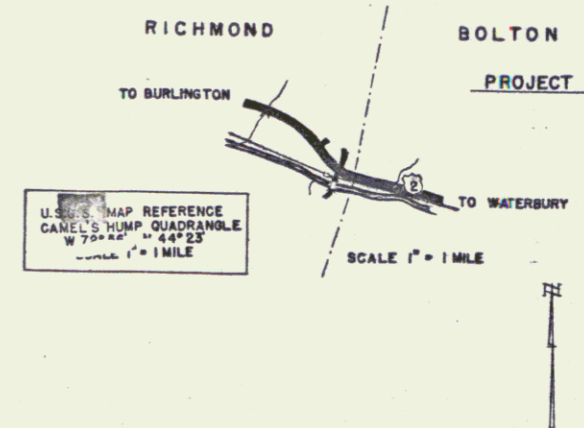 RICHMOND
BOLTON
PROJECT
TO BURLINGTON
2
TO WATERBURY
U.S.G.S. MAP REFERENCE
CAMEL'S HUMP QUADRANGLE
44° 23'
1" = 1 MILE
SCALE 1" = 1 MILE
N